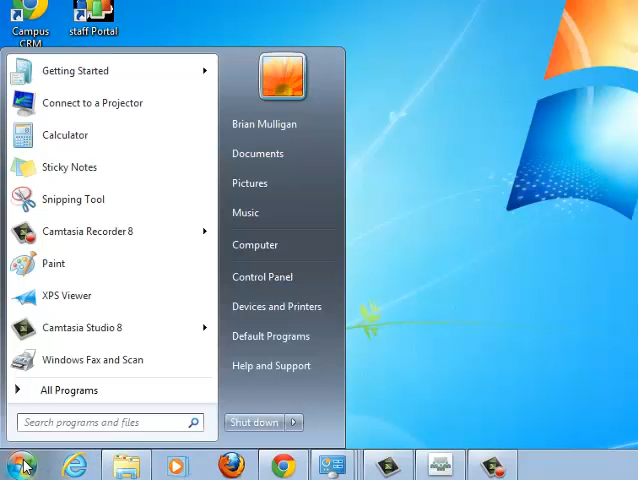 Campus
CRM
staff Portal
Getting Started
Connect to a Projector
Calculator
Sticky Notes
Snipping Tool
Camtasia Recorder 8
Paint
XPS Viewer
Camtasia Studio 8
Windows Fax and Scan
All Programs
Search programs and files
Brian Mulligan
Documents
Pictures
Music
Computer
Control Panel
Devices and Printers
Default Programs
Help and Support
Shut down